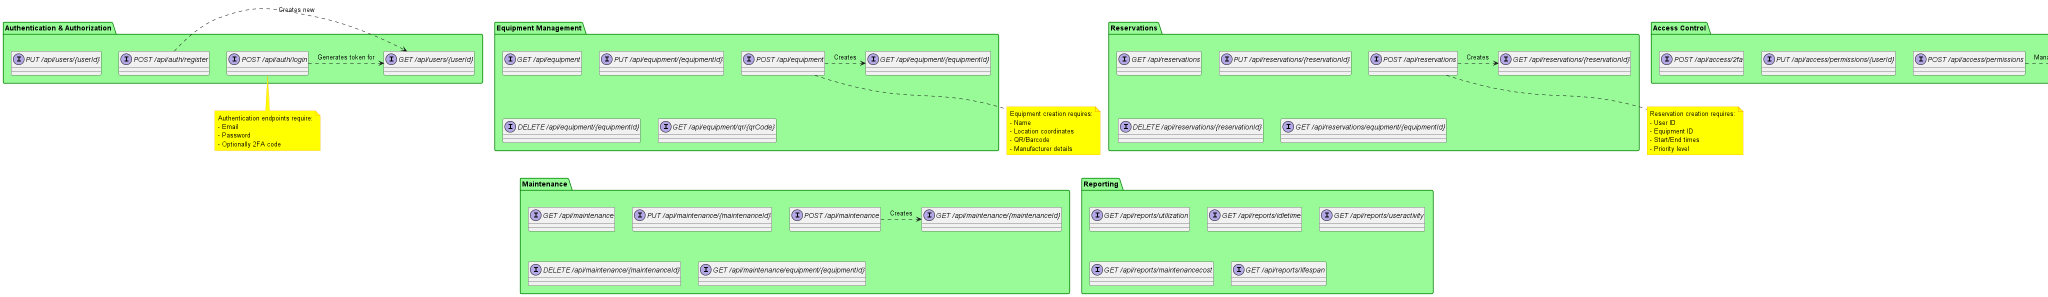 Creates new
Authentication & Authorization
I PUT /api/users/{userId}
I POST /api/auth/register
I POST /api/auth/login
Generates token for
I GET /api/users/{userId}
Authentication endpoints require:
- Email
- Password
- Optionally 2FA code
Equipment Management
I GET /api/equipment
I PUT /api/equipment/{equipmentId}
I POST /api/equipment
Creates
I GET /api/equipment/{equipmentId}
I DELETE /api/equipment/{equipmentId}
I GET /api/equipment/qr/{qrCode}
Equipment creation requires:
- Name
- Location coordinates
- QR/Barcode
- Manufacturer details
Reservations
I GET /api/reservations
I PUT /api/reservations/{reservationId}
I POST /api/reservations
Creates
I GET /api/reservations/{reservationId}
I DELETE /api/reservations/{reservationId}
I GET /api/reservations/equipment/{equipmentId}
Reservation creation requires:
- User ID
- Equipment ID
- Start/End times
- Priority level
Access Control
I POST /api/access/2fa
I PUT /api/access/permissions/{userId}
I POST /api/access/permissions
Maintenance
I GET /api/maintenance
I PUT /api/maintenance/{maintenanceId}
I POST /api/maintenance
Creates
I GET /api/maintenance/{maintenanceId}
I DELETE /api/maintenance/{maintenanceId}
I GET /api/maintenance/equipment/{equipmentId}
Reporting
I GET /api/reports/utilization
I GET /api/reports/idletime
I GET /api/reports/useractivity
I GET /api/reports/maintenancecost
I GET /api/reports/lifespan